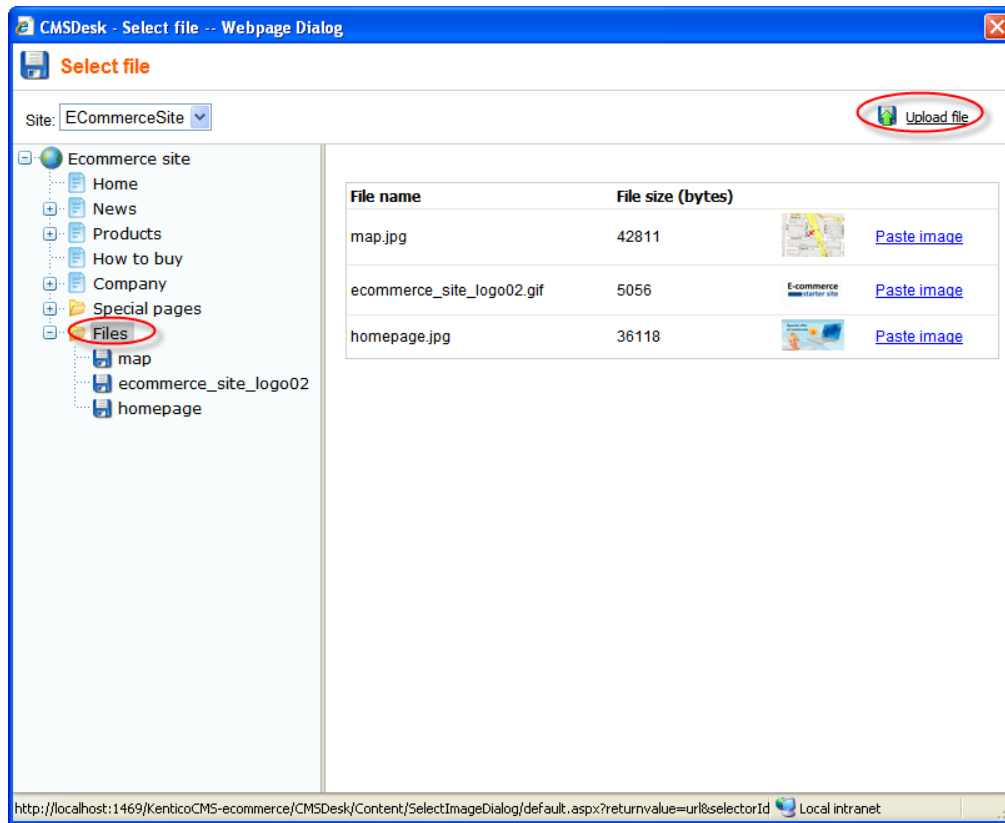 CMSDesk - Select file -- Webpage Dialog
Select file
Site: ECommerceSite
Upload file
Ecommerce site
Home
News
Products
How to buy
Company
Special pages
Files
map
ecommerce_site_logo02
homepage
File name File size (bytes)
map.jpg 42811 Paste image
ecommerce_site_logo02.gif 5056 E-commerce starter site Paste image
homepage.jpg 36118 Paste image
http://localhost:1469/KenticoCMS-ecommerce/CMSDesk/Content/SelectImageDialog/default.aspx?returnvalue=url&selectorId Local intranet